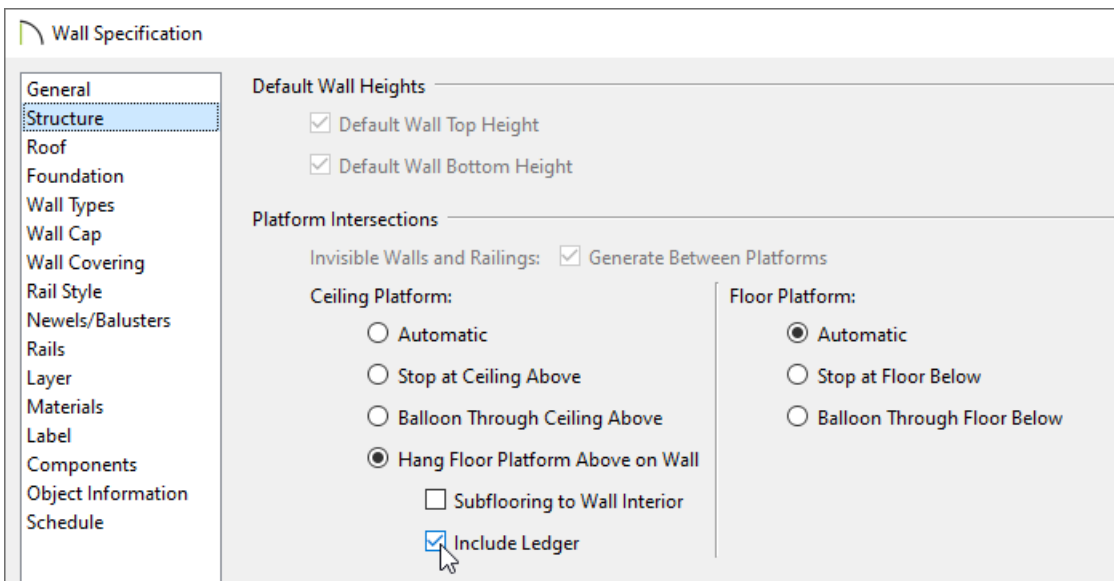 Wall Specification
General
Structure
Roof
Foundation
Wall Types
Wall Cap
Wall Covering
Rail Style
Newels/Balusters
Rails
Layer
Materials
Label
Components
Object Information
Schedule
Default Wall Heights
Default Wall Top Height
Default Wall Bottom Height
Platform Intersections
Invisible Walls and Railings: Generate Between Platforms
Ceiling Platform:
Automatic
Stop at Ceiling Above
Balloon Through Ceiling Above
Hang Floor Platform Above on Wall
Subflooring to Wall Interior
Include Ledger
Floor Platform:
Automatic
Stop at Floor Below
Balloon Through Floor Below